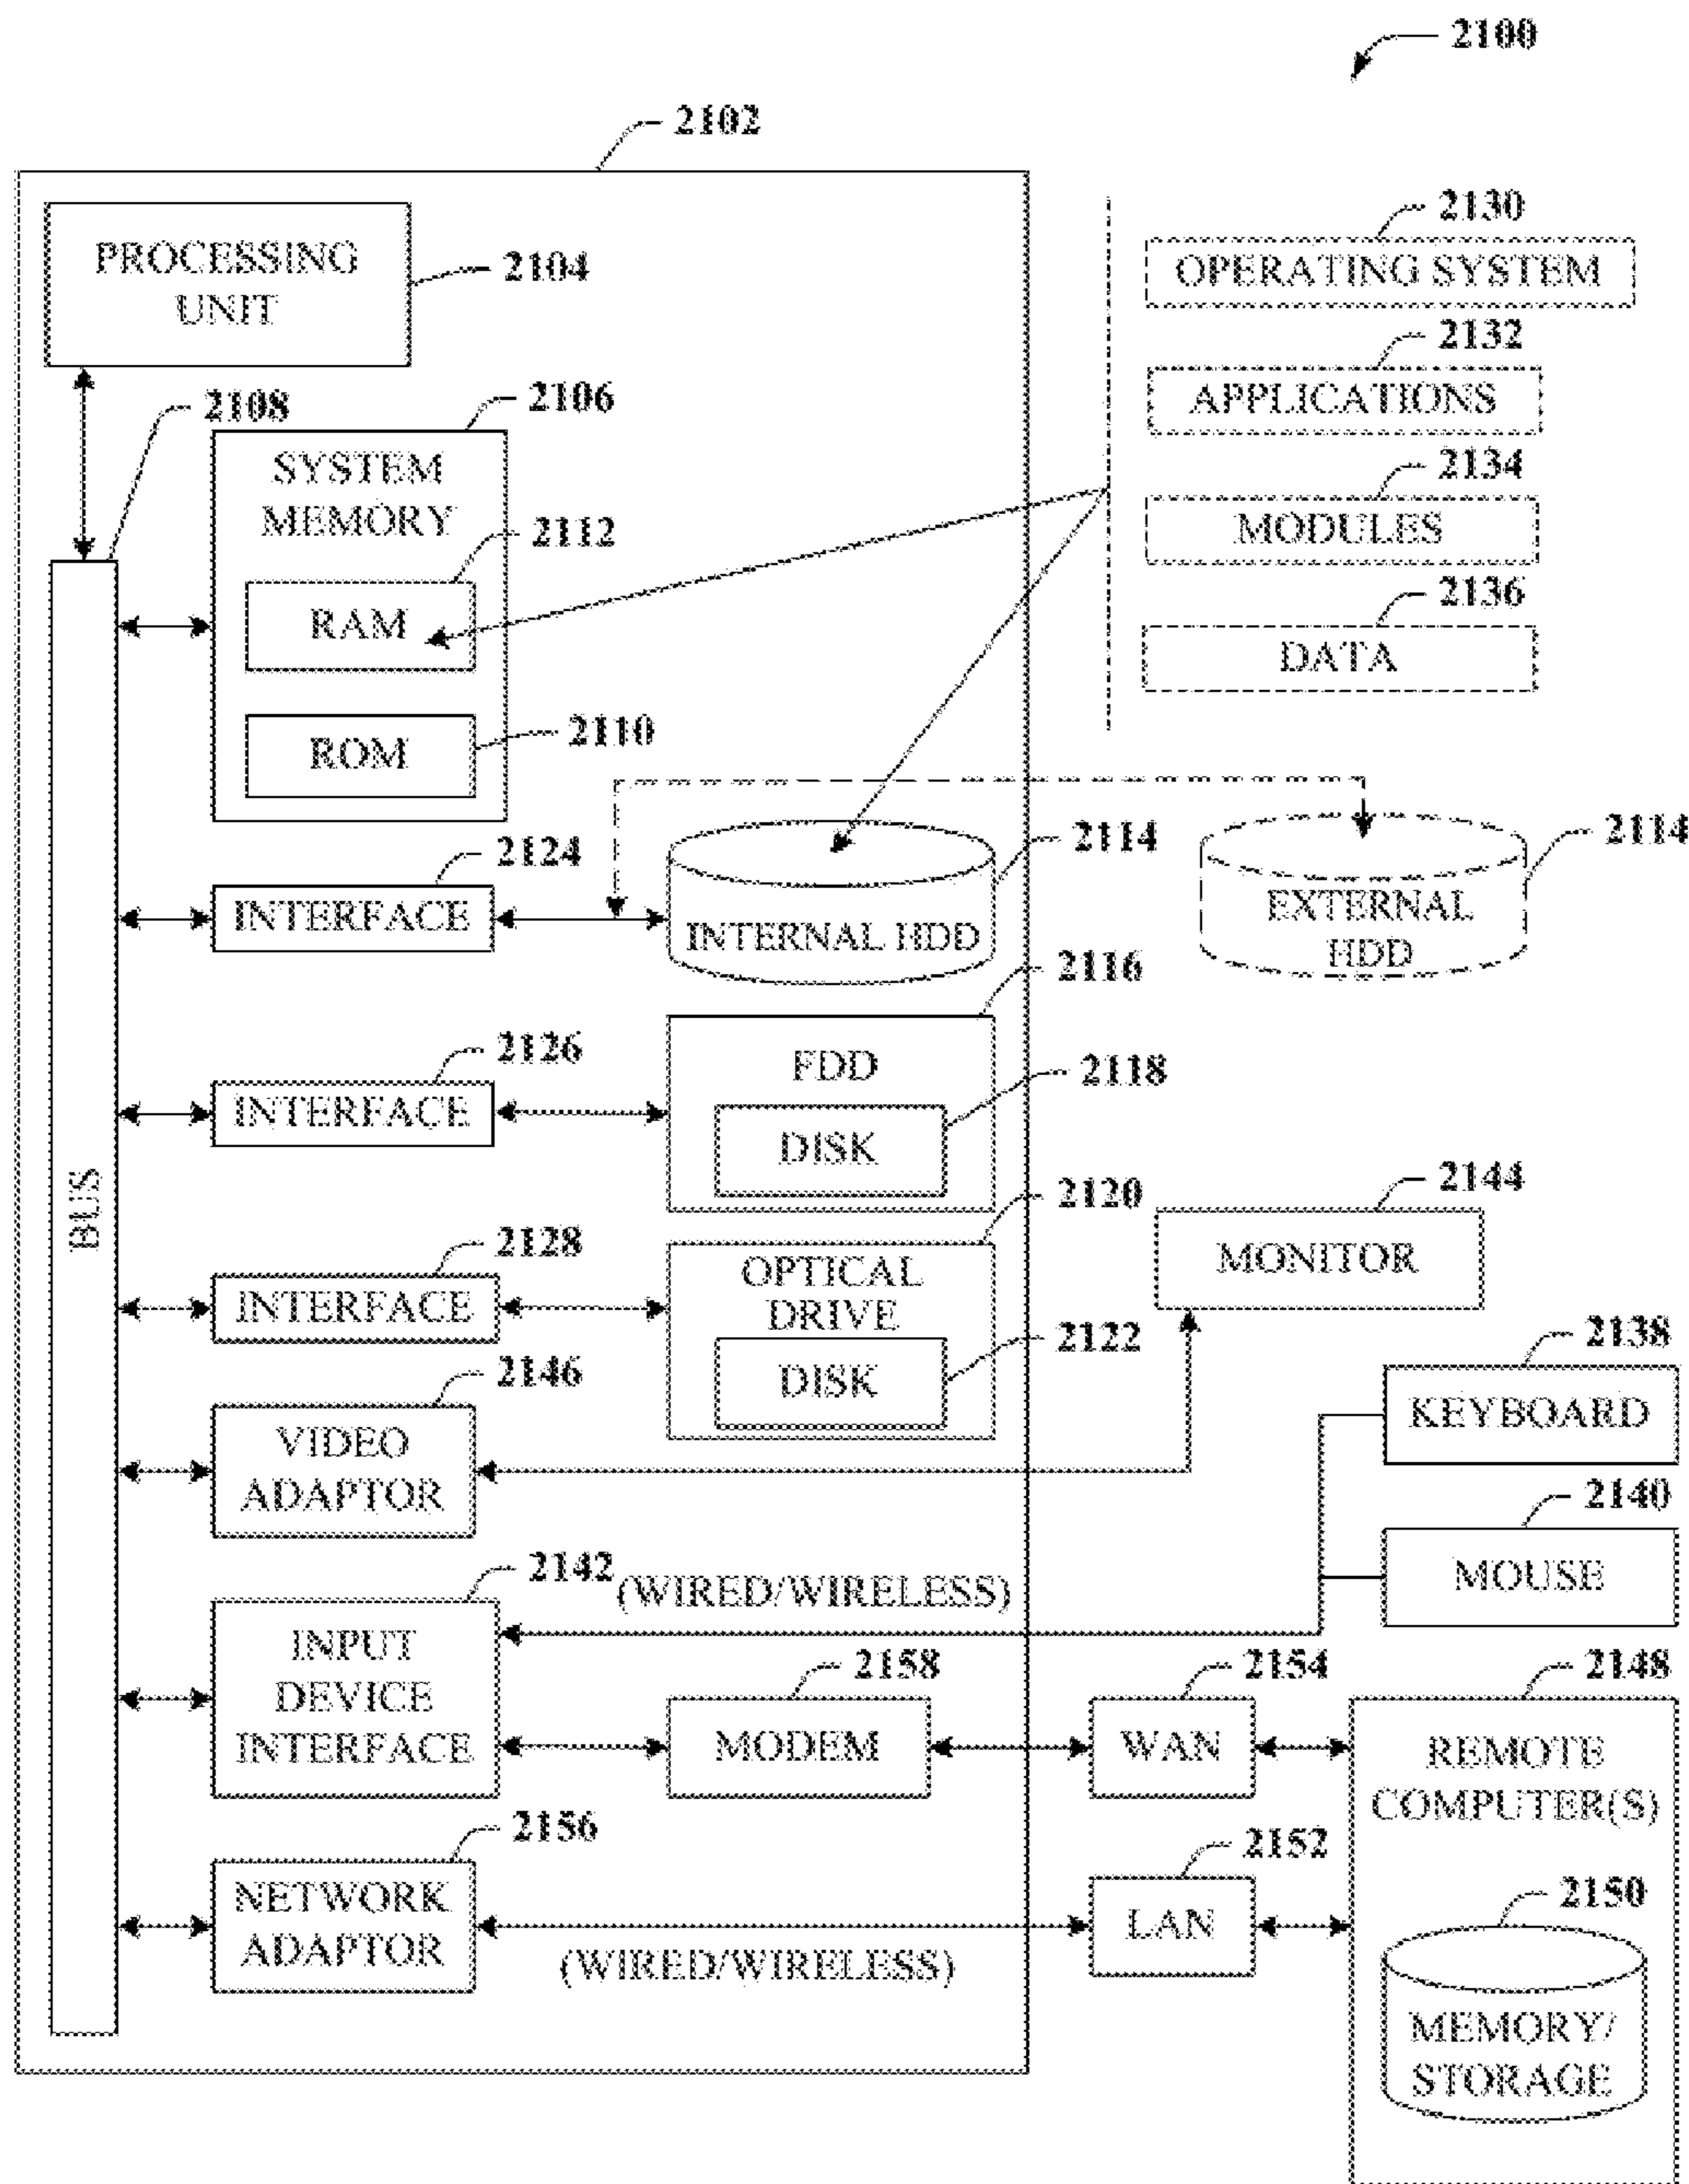 2100
2102
PROCESSING
UNIT
2104
2130
OPERATING SYSTEM
2132
APPLICATIONS
2134
MODULES
2136
DATA
2108
2106
SYSTEM
MEMORY
2112
RAM
2110
ROM
2124
INTERFACE
2114
INTERNAL HDD
2114
EXTERNAL
HDD
2126
INTERFACE
2116
FDD
2118
DISK
BUS
2128
INTERFACE
2120
OPTICAL
DRIVE
2122
DISK
2144
MONITOR
2146
VIDEO
ADAPTOR
2138
KEYBOARD
2140
MOUSE
2142
(WIRED/WIRELESS)
INPUT
DEVICE
INTERFACE
2158
MODEM
2154
WAN
2148
REMOTE
COMPUTER(S)
2156
NETWORK
ADAPTOR
(WIRED/WIRELESS)
2152
LAN
2150
MEMORY/
STORAGE